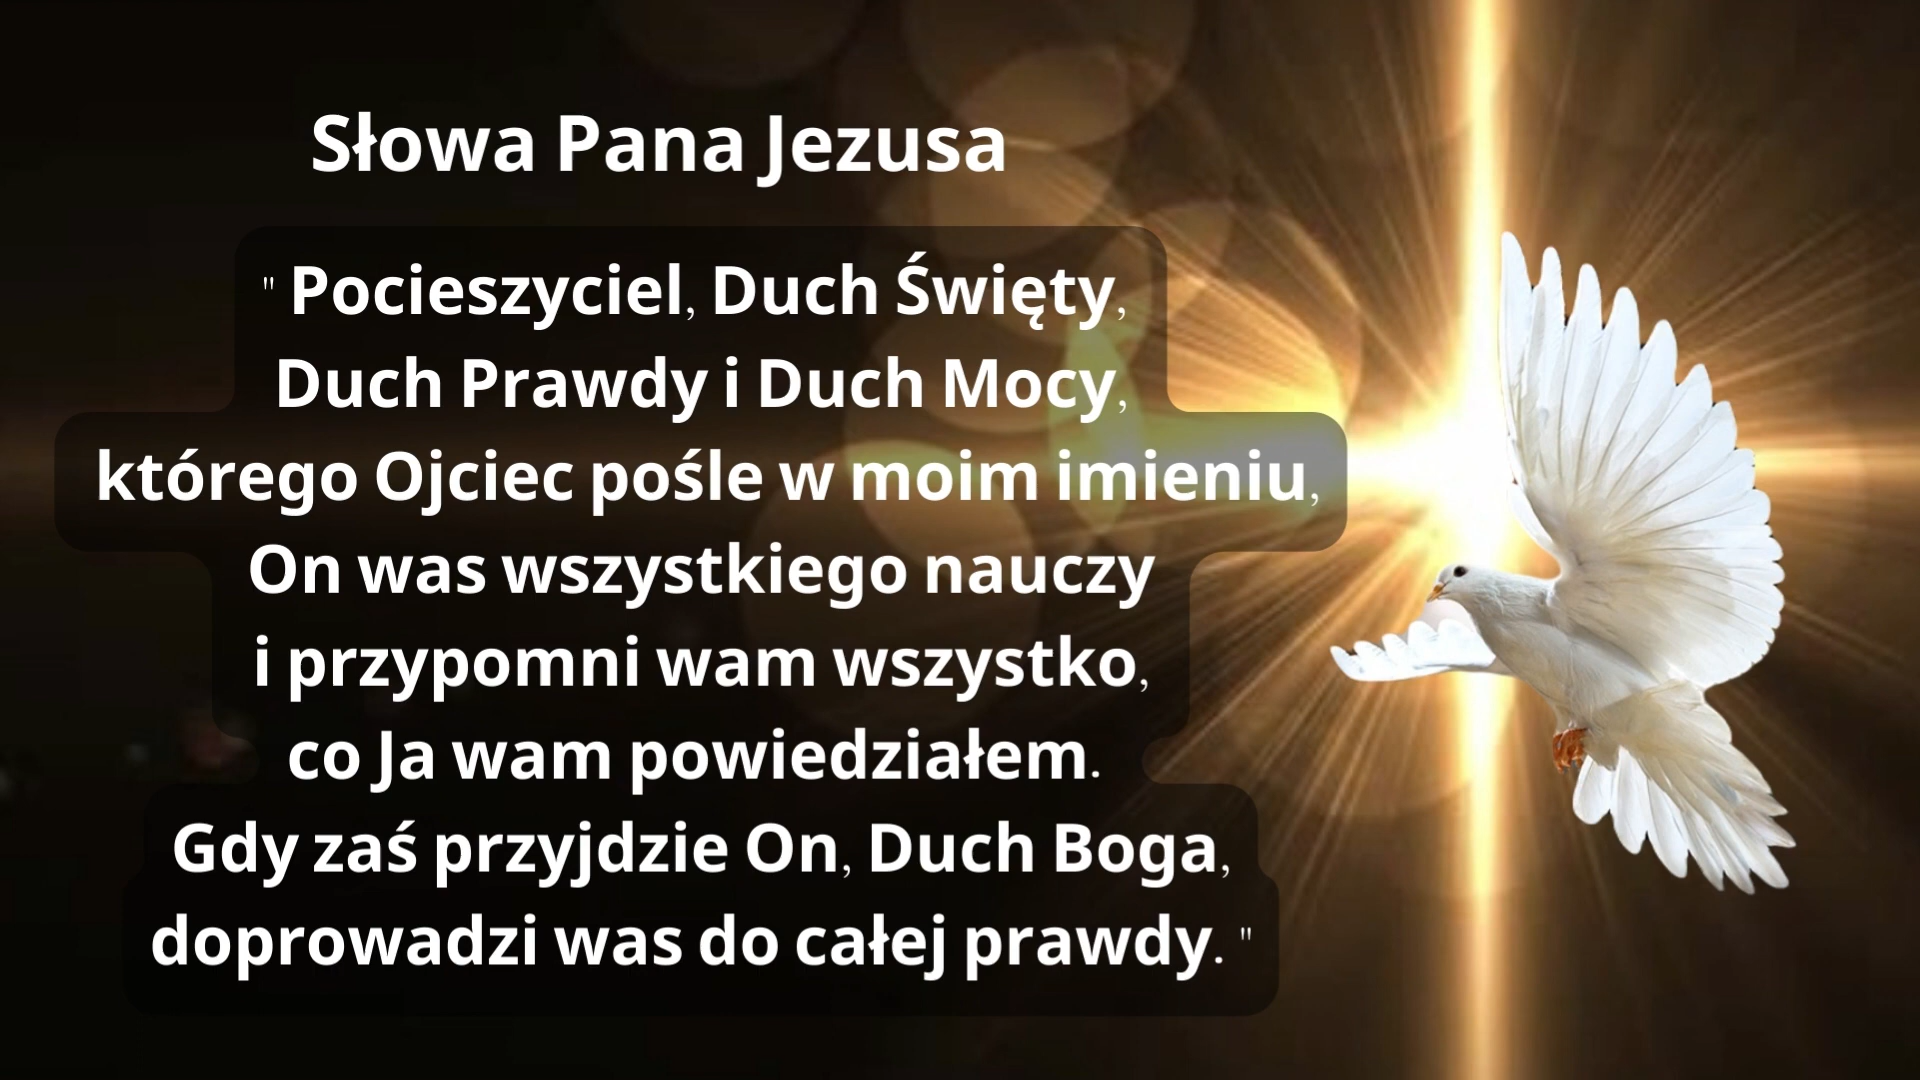 Słowa Pana Jezusa
" Pocieszyciel, Duch Święty,
Duch Prawdy i Duch Mocy,
którego Ojciec pośle w moim imieniu,
On was wszystkiego nauczy
i przypomni wam wszystko,
co Ja wam powiedziałem.
Gdy zaś przyjdzie On, Duch Boga,
doprowadzi was do całej prawdy. "